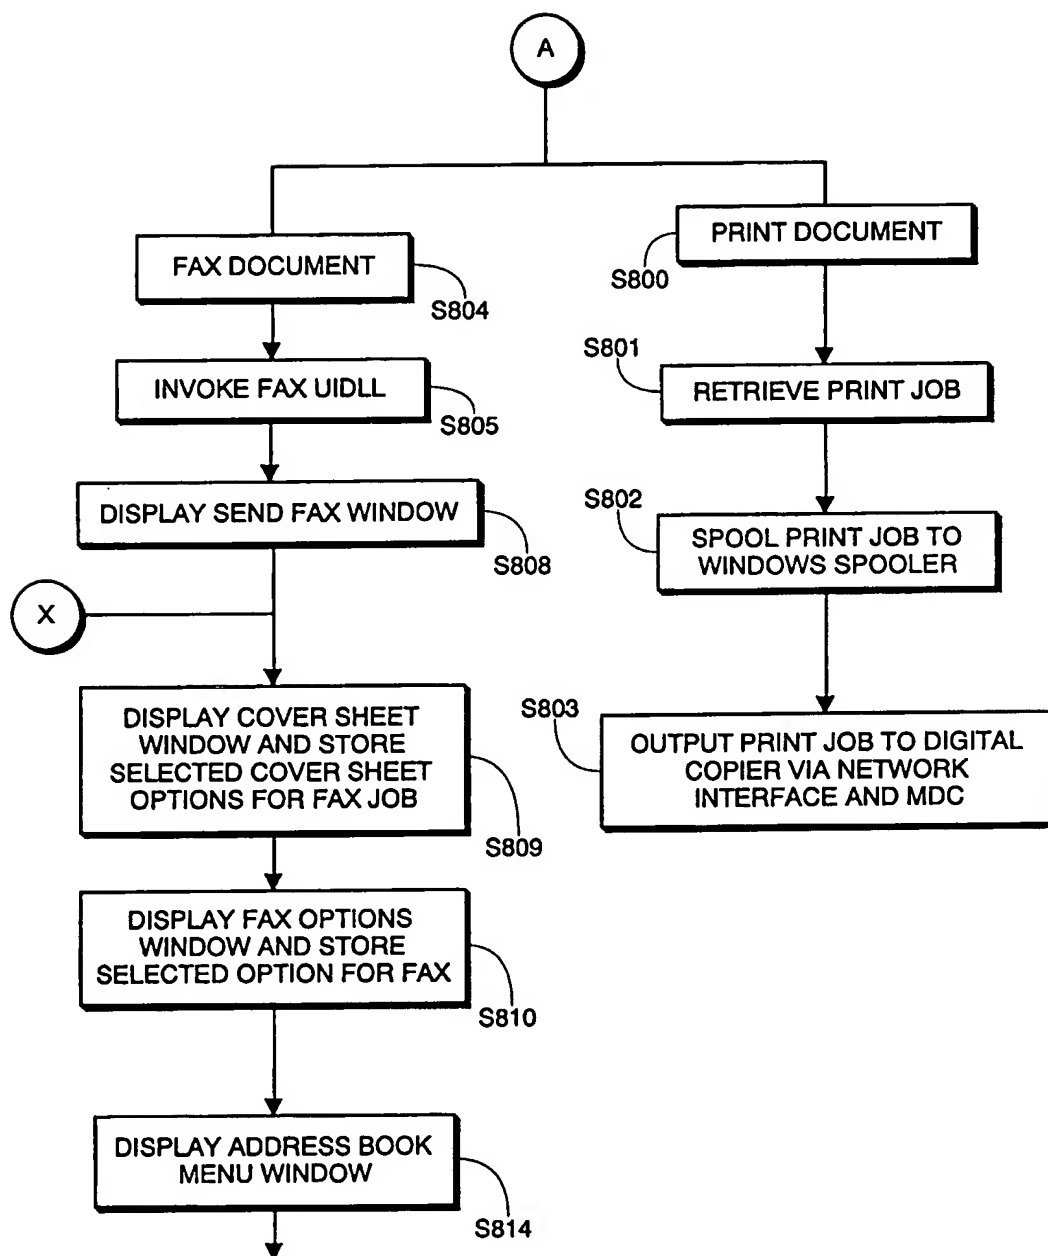 A
FAX DOCUMENT
S804
INVOKE FAX UIDLL
S805
DISPLAY SEND FAX WINDOW
S808
X
DISPLAY COVER SHEET
WINDOW AND STORE
SELECTED COVER SHEET
OPTIONS FOR FAX JOB
S809
DISPLAY FAX OPTIONS
WINDOW AND STORE
SELECTED OPTION FOR FAX
S810
DISPLAY ADDRESS BOOK
MENU WINDOW
S814
PRINT DOCUMENT
S800
S801
RETRIEVE PRINT JOB
S802
SPOOL PRINT JOB TO
WINDOWS SPOOLER
S803
OUTPUT PRINT JOB TO DIGITAL
COPIER VIA NETWORK
INTERFACE AND MDC